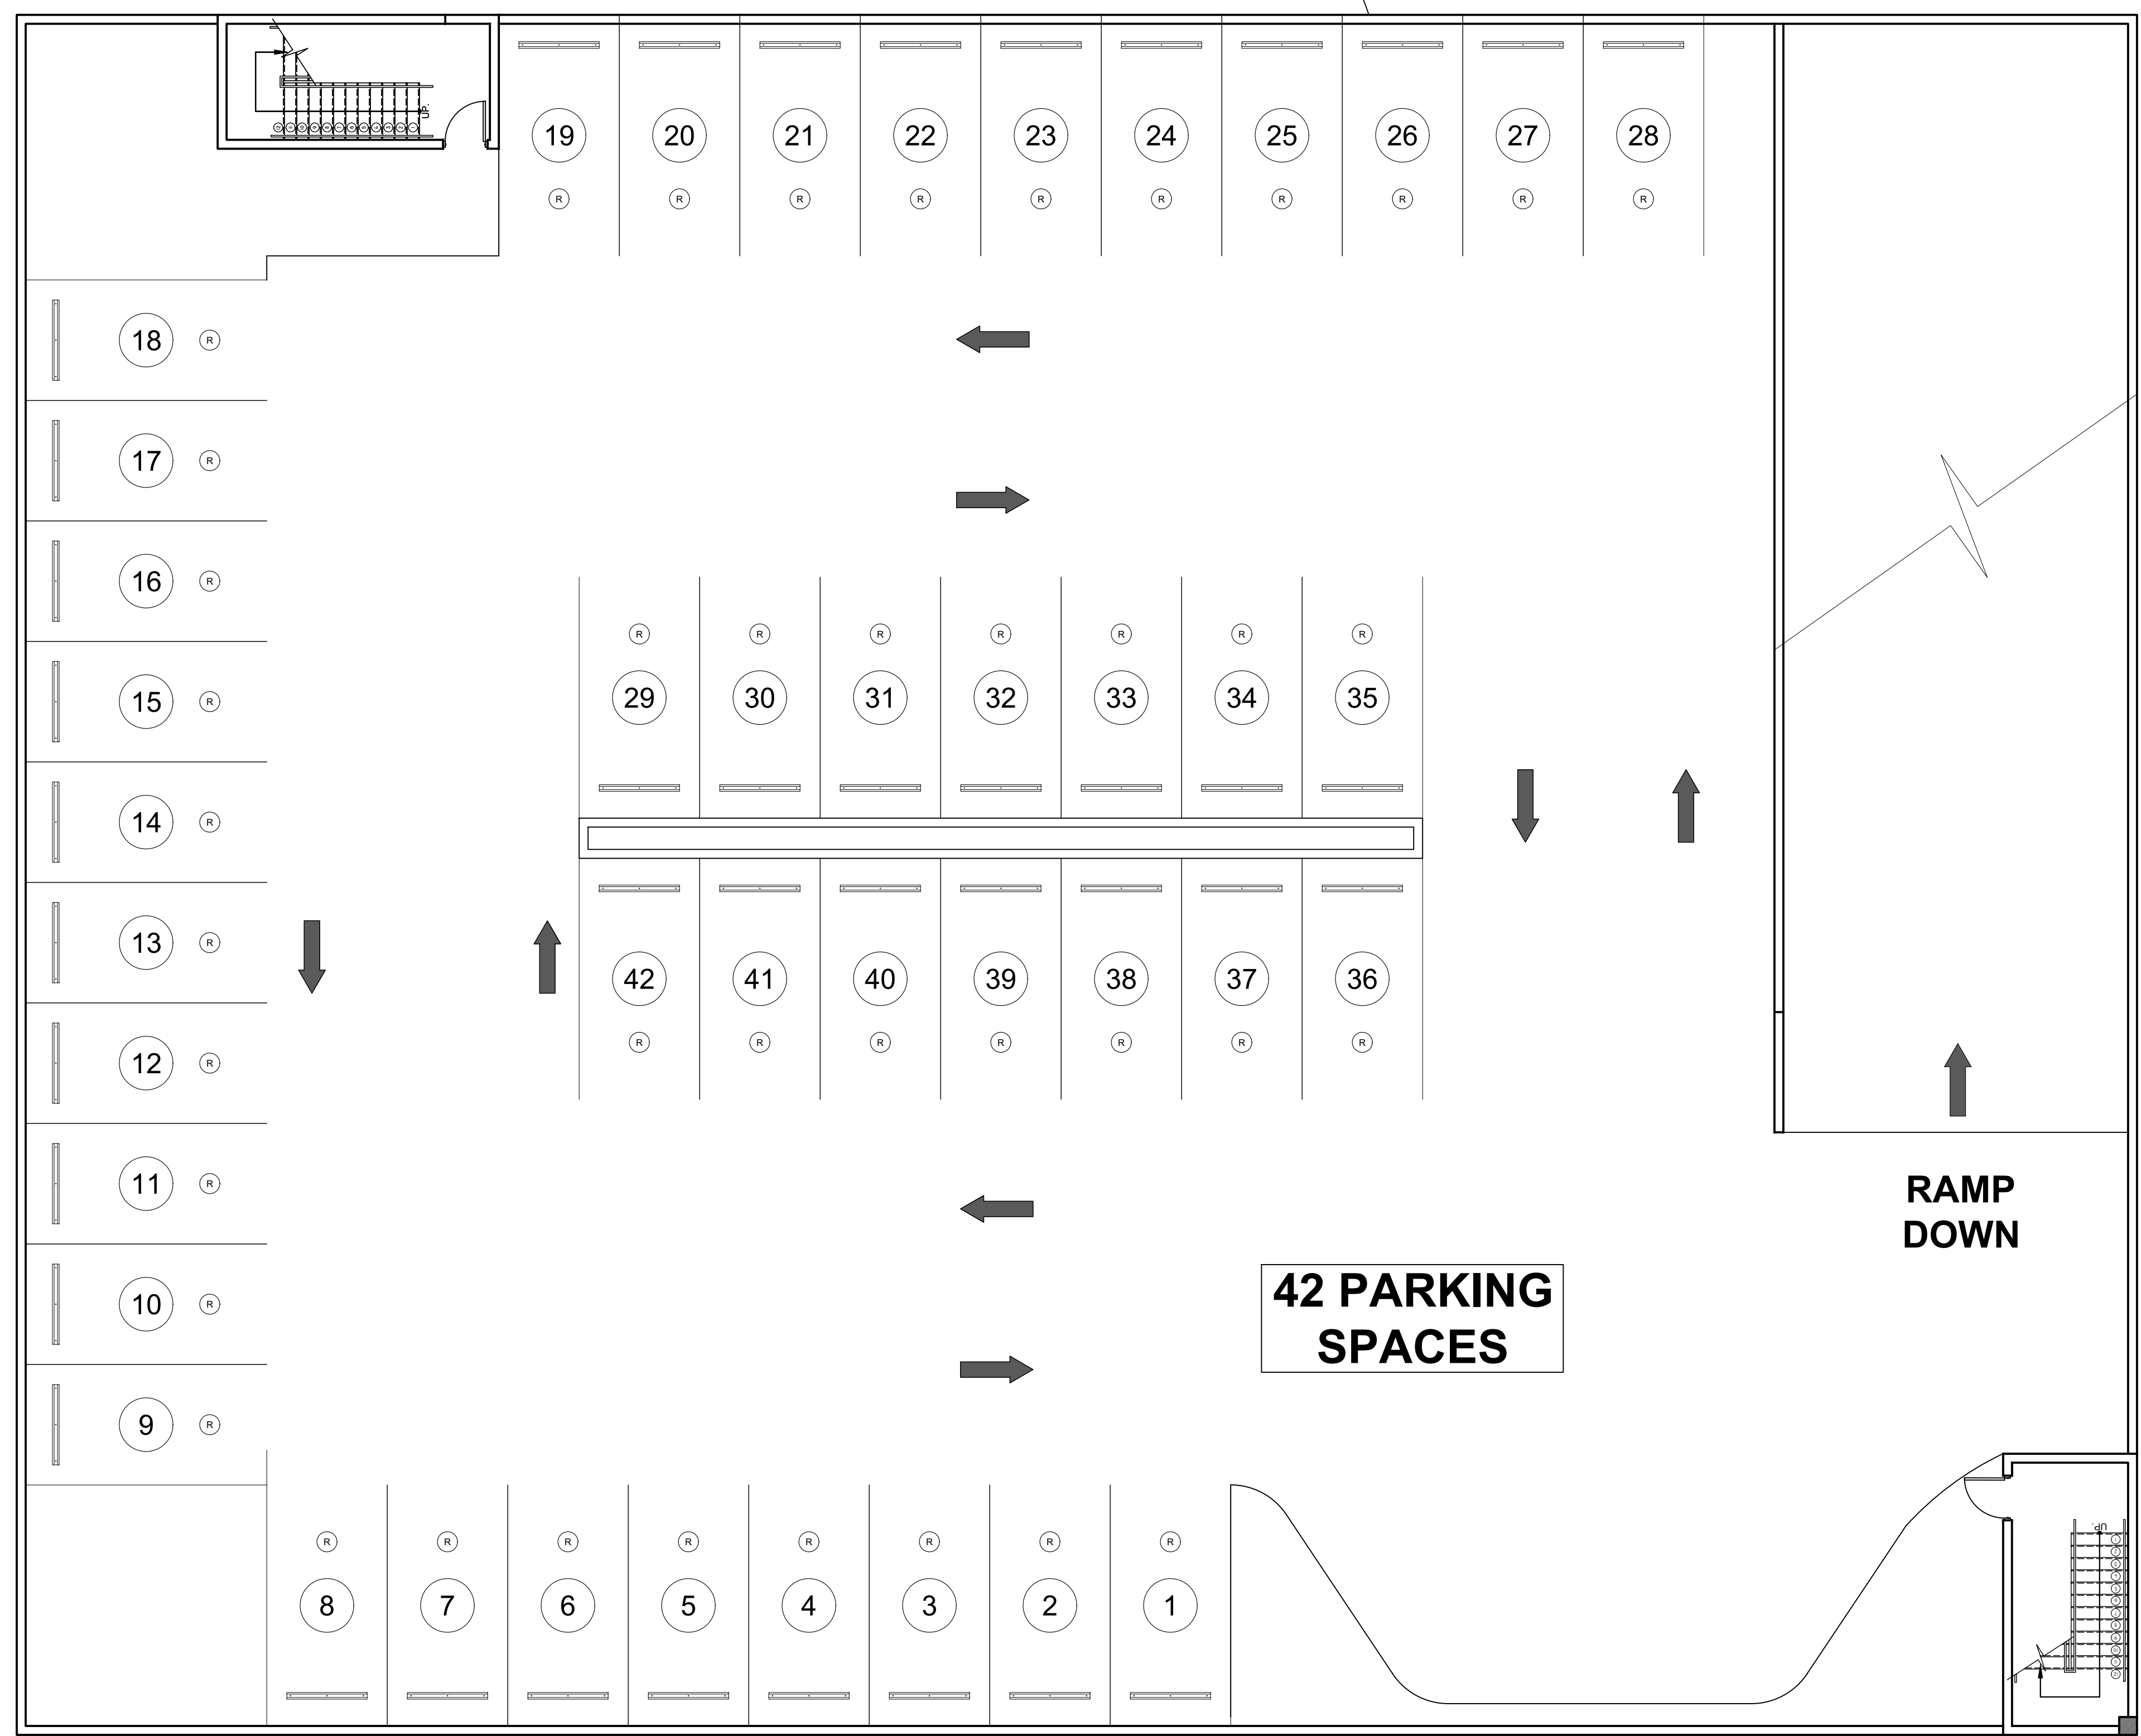 UP.
19 20 21 22 23 24 25 26 27 28
R R R R R R R R R R
18 R
17 R
16 R
R R R R R R R
15 R
29 30 31 32 33 34 35
14 R
13 R
42 41 40 39 38 37 36
R R R R R R R
12 R
11 R
RAMP
DOWN
10 R
42 PARKING
SPACES
9 R
UP.
R R R R R R R R
8 7 6 5 4 3 2 1